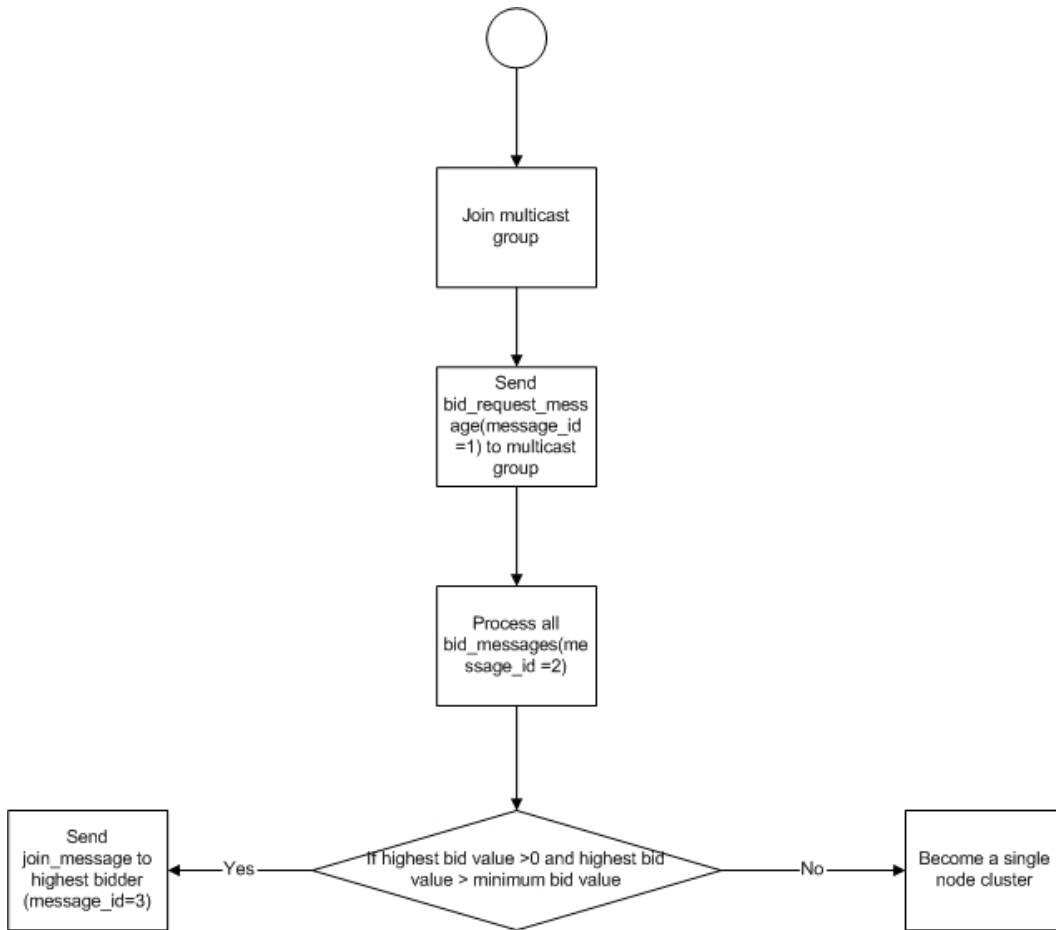 Join multicast
group
Send
bid_request_mess
age(message_id
=1) to multicast
group
Process all
bid_messages(me
ssage_id =2)
Send
join_message to
highest bidder
(message_id=3)
Yes
If highest bid value >0 and highest bid
value > minimum bid value
No
Become a single
node cluster